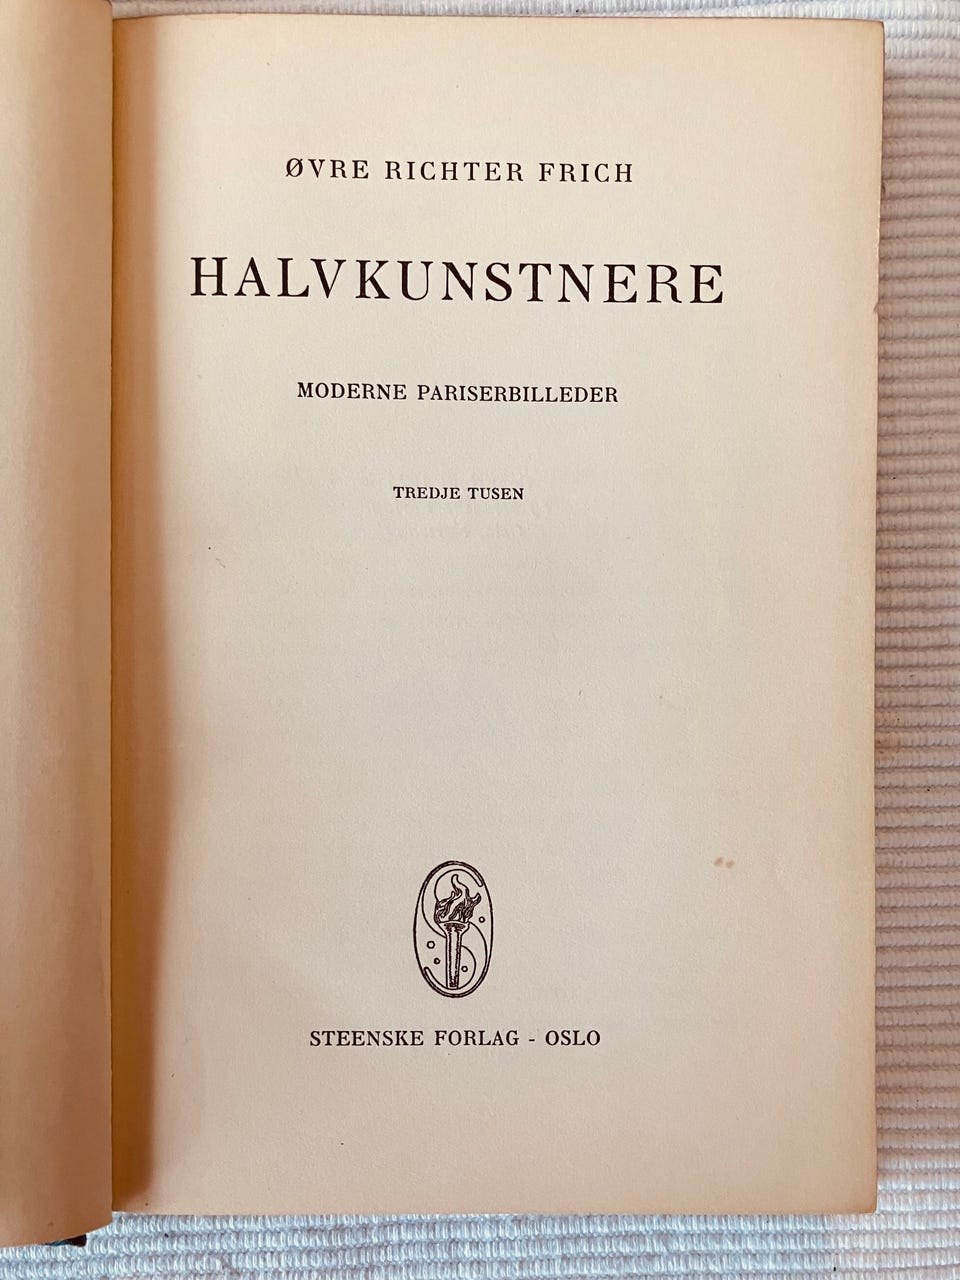 ØVRE RICHTER FRICH
HALVKUNSTNERE
MODERNE PARISERBILLEDER
TREDJE TUSEN
STEENSKE FORLAG - OSLO